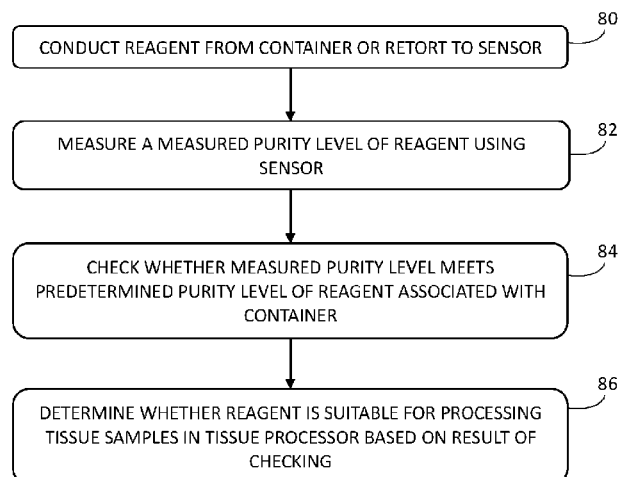 80
CONDUCT REAGENT FROM CONTAINER OR RETORT TO SENSOR
82
MEASURE A MEASURED PURITY LEVEL OF REAGENT USING
SENSOR
84
CHECK WHETHER MEASURED PURITY LEVEL MEETS
PREDETERMINED PURITY LEVEL OF REAGENT ASSOCIATED WITH
CONTAINER
86
DETERMINE WHETHER REAGENT IS SUITABLE FOR PROCESSING
TISSUE SAMPLES IN TISSUE PROCESSOR BASED ON RESULT OF
CHECKING